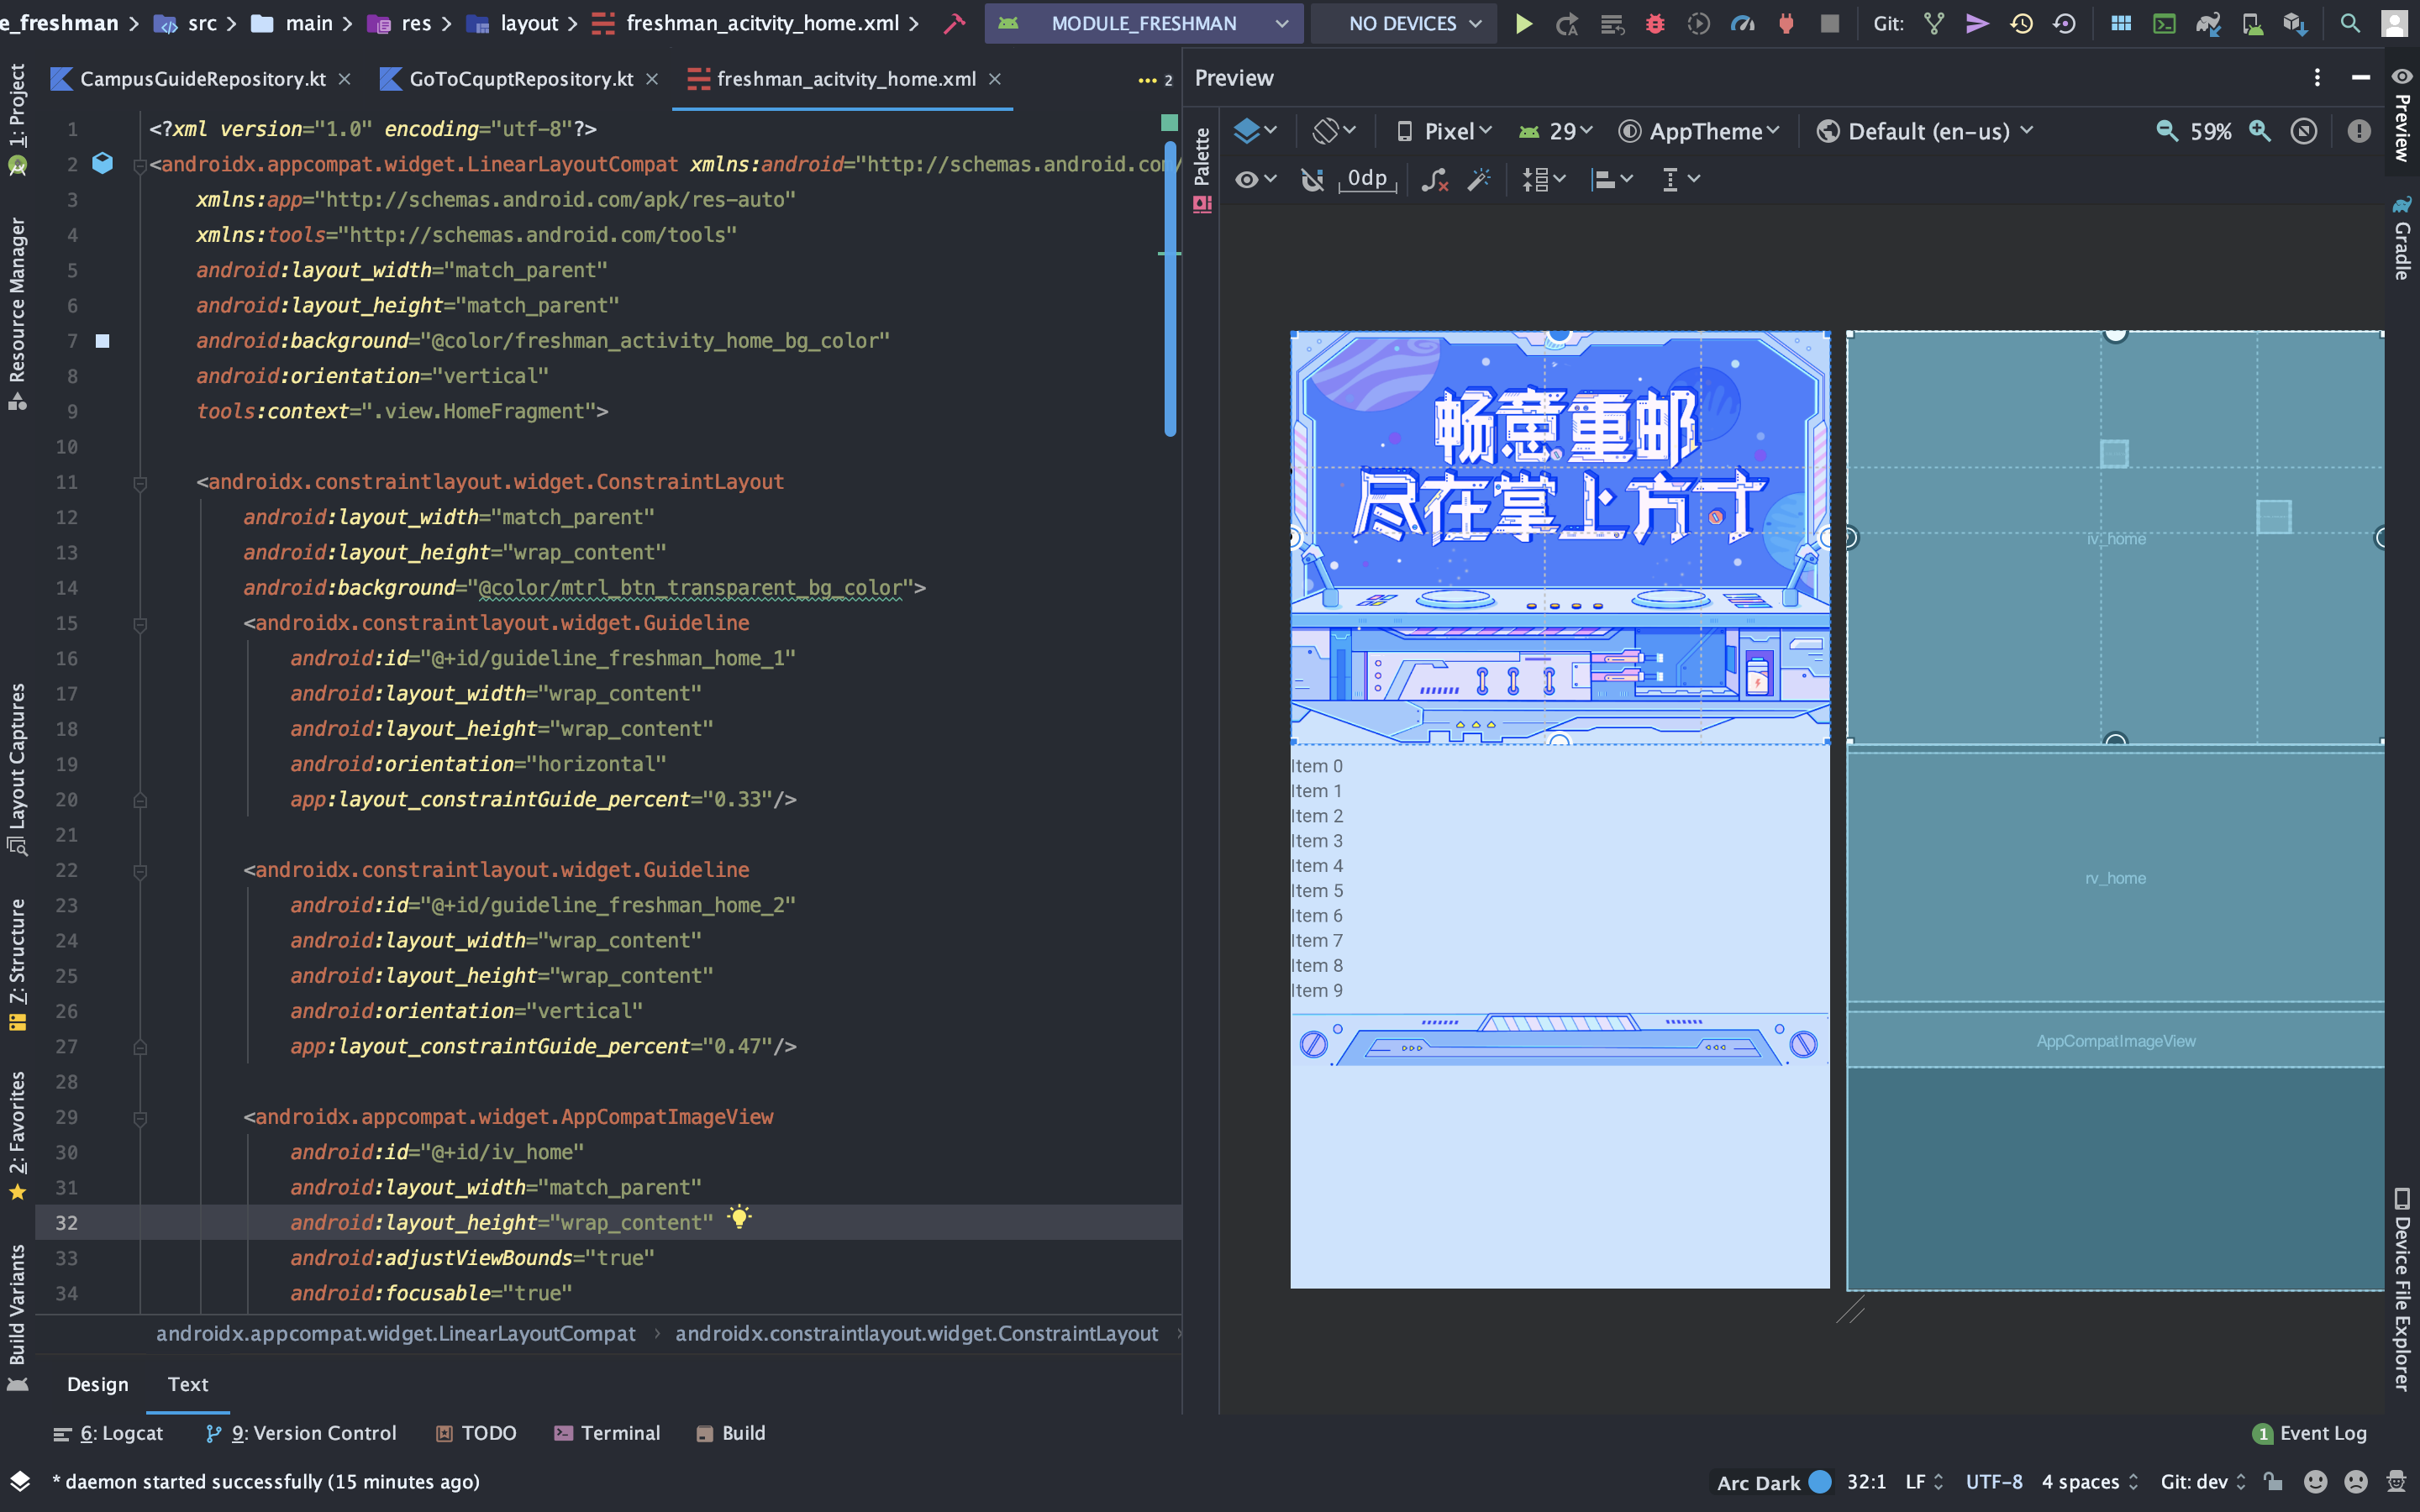 e_freshman
src
main
res
layout
freshman_acitvity_home.xml
MODULE_FRESHMAN
NO DEVICES
Git:
CampusGuideRepository.kt
GoToCquptRepository.kt
freshman_acitvity_home.xml
2
Preview
1: Project
Resource Manager
Layout Captures
7: Structure
2: Favorites
Build Variants
1 <?xml version="1.0" encoding="utf-8"?>
2 <androidx.appcompat.widget.LinearLayoutCompat xmlns:android="http://schemas.android.com/
3 xmlns:app="http://schemas.android.com/apk/res-auto"
4 xmlns:tools="http://schemas.android.com/tools"
5 android:layout_width="match_parent"
6 android:layout_height="match_parent"
7 android:background="@color/freshman_activity_home_bg_color"
8 android:orientation="vertical"
9 tools:context=".view.HomeFragment">
10
11 <androidx.constraintlayout.widget.ConstraintLayout
12 android:layout_width="match_parent"
13 android:layout_height="wrap_content"
14 android:background="@color/mtrl_btn_transparent_bg_color">
15 <androidx.constraintlayout.widget.Guideline
16 android:id="@+id/guideline_freshman_home_1"
17 android:layout_width="wrap_content"
18 android:layout_height="wrap_content"
19 android:orientation="horizontal"
20 app:layout_constraintGuide_percent="0.33"/>
21
22 <androidx.constraintlayout.widget.Guideline
23 android:id="@+id/guideline_freshman_home_2"
24 android:layout_width="wrap_content"
25 android:layout_height="wrap_content"
26 android:orientation="vertical"
27 app:layout_constraintGuide_percent="0.47"/>
28
29 <androidx.appcompat.widget.AppCompatImageView
30 android:id="@+id/iv_home"
31 android:layout_width="match_parent"
32 android:layout_height="wrap_content"
33 android:adjustViewBounds="true"
34 android:focusable="true"
androidx.appcompat.widget.LinearLayoutCompat
androidx.constraintlayout.widget.ConstraintLayout
Design
Text
Palette
Pixel
29
AppTheme
Default (en-us)
59%
0dp
畅意重邮
尽在掌上方寸
Item 0
Item 1
Item 2
Item 3
Item 4
Item 5
Item 6
Item 7
Item 8
Item 9
iv_home
rv_home
AppCompatImageView
Preview
Gradle
Device File Explorer
6: Logcat
9: Version Control
TODO
Terminal
Build
1 Event Log
* daemon started successfully (15 minutes ago)
Arc Dark
32:1
LF
UTF-8
4 spaces
Git: dev